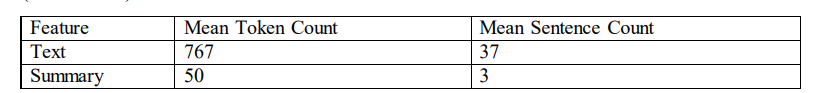 Feature Mean Token Count Mean Sentence Count
Text 767 37
Summary 50 3